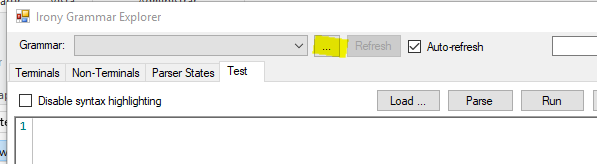 Irony Grammar Explorer
Grammar: ... Refresh Auto-refresh
Terminals Non-Terminals Parser States Test
Disable syntax highlighting Load ... Parse Run
1